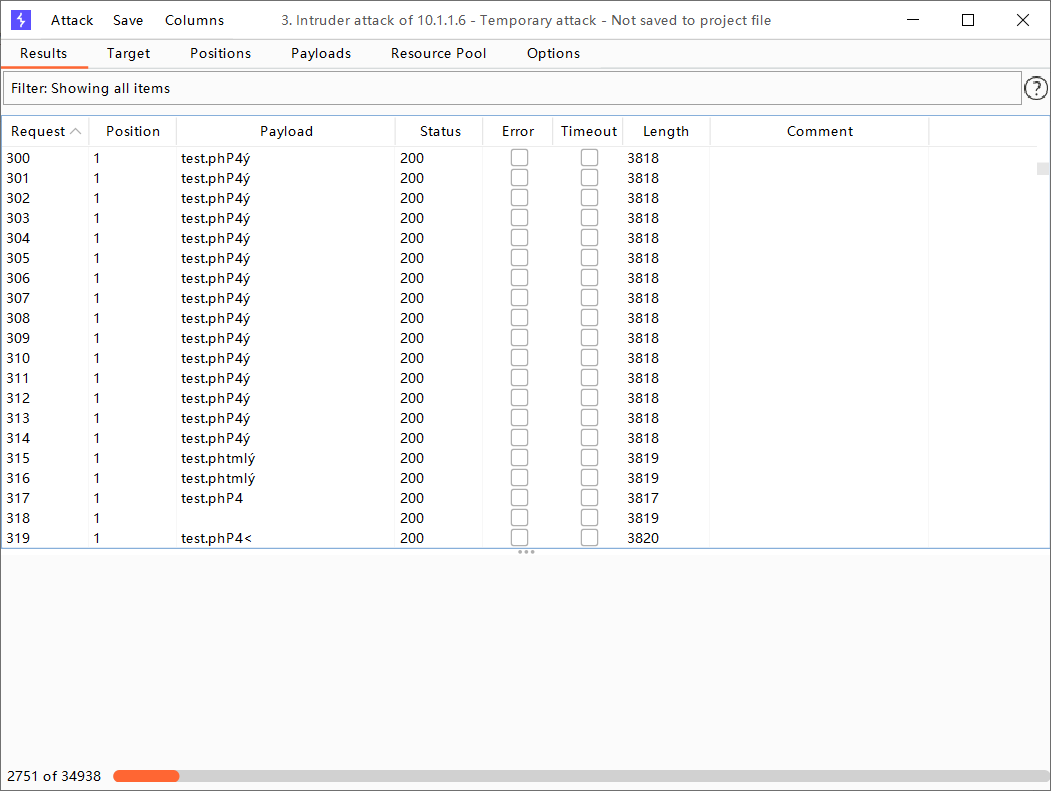 Attack Save Columns 3. Intruder attack of 10.1.1.6 - Temporary attack - Not saved to project file
Results Target Positions Payloads Resource Pool Options
Filter: Showing all items ?
Request Position Payload Status Error Timeout Length Comment
300 1 test.phP4ý 200 3818
301 1 test.phP4ý 200 3818
302 1 test.phP4ý 200 3818
303 1 test.phP4ý 200 3818
304 1 test.phP4ý 200 3818
305 1 test.phP4ý 200 3818
306 1 test.phP4ý 200 3818
307 1 test.phP4ý 200 3818
308 1 test.phP4ý 200 3818
309 1 test.phP4ý 200 3818
310 1 test.phP4ý 200 3818
311 1 test.phP4ý 200 3818
312 1 test.phP4ý 200 3818
313 1 test.phP4ý 200 3818
314 1 test.phP4ý 200 3818
315 1 test.phtmlý 200 3819
316 1 test.phtmlý 200 3819
317 1 test.phP4 200 3817
318 1 200 3819
319 1 test.phP4< 200 3820
2751 of 34938